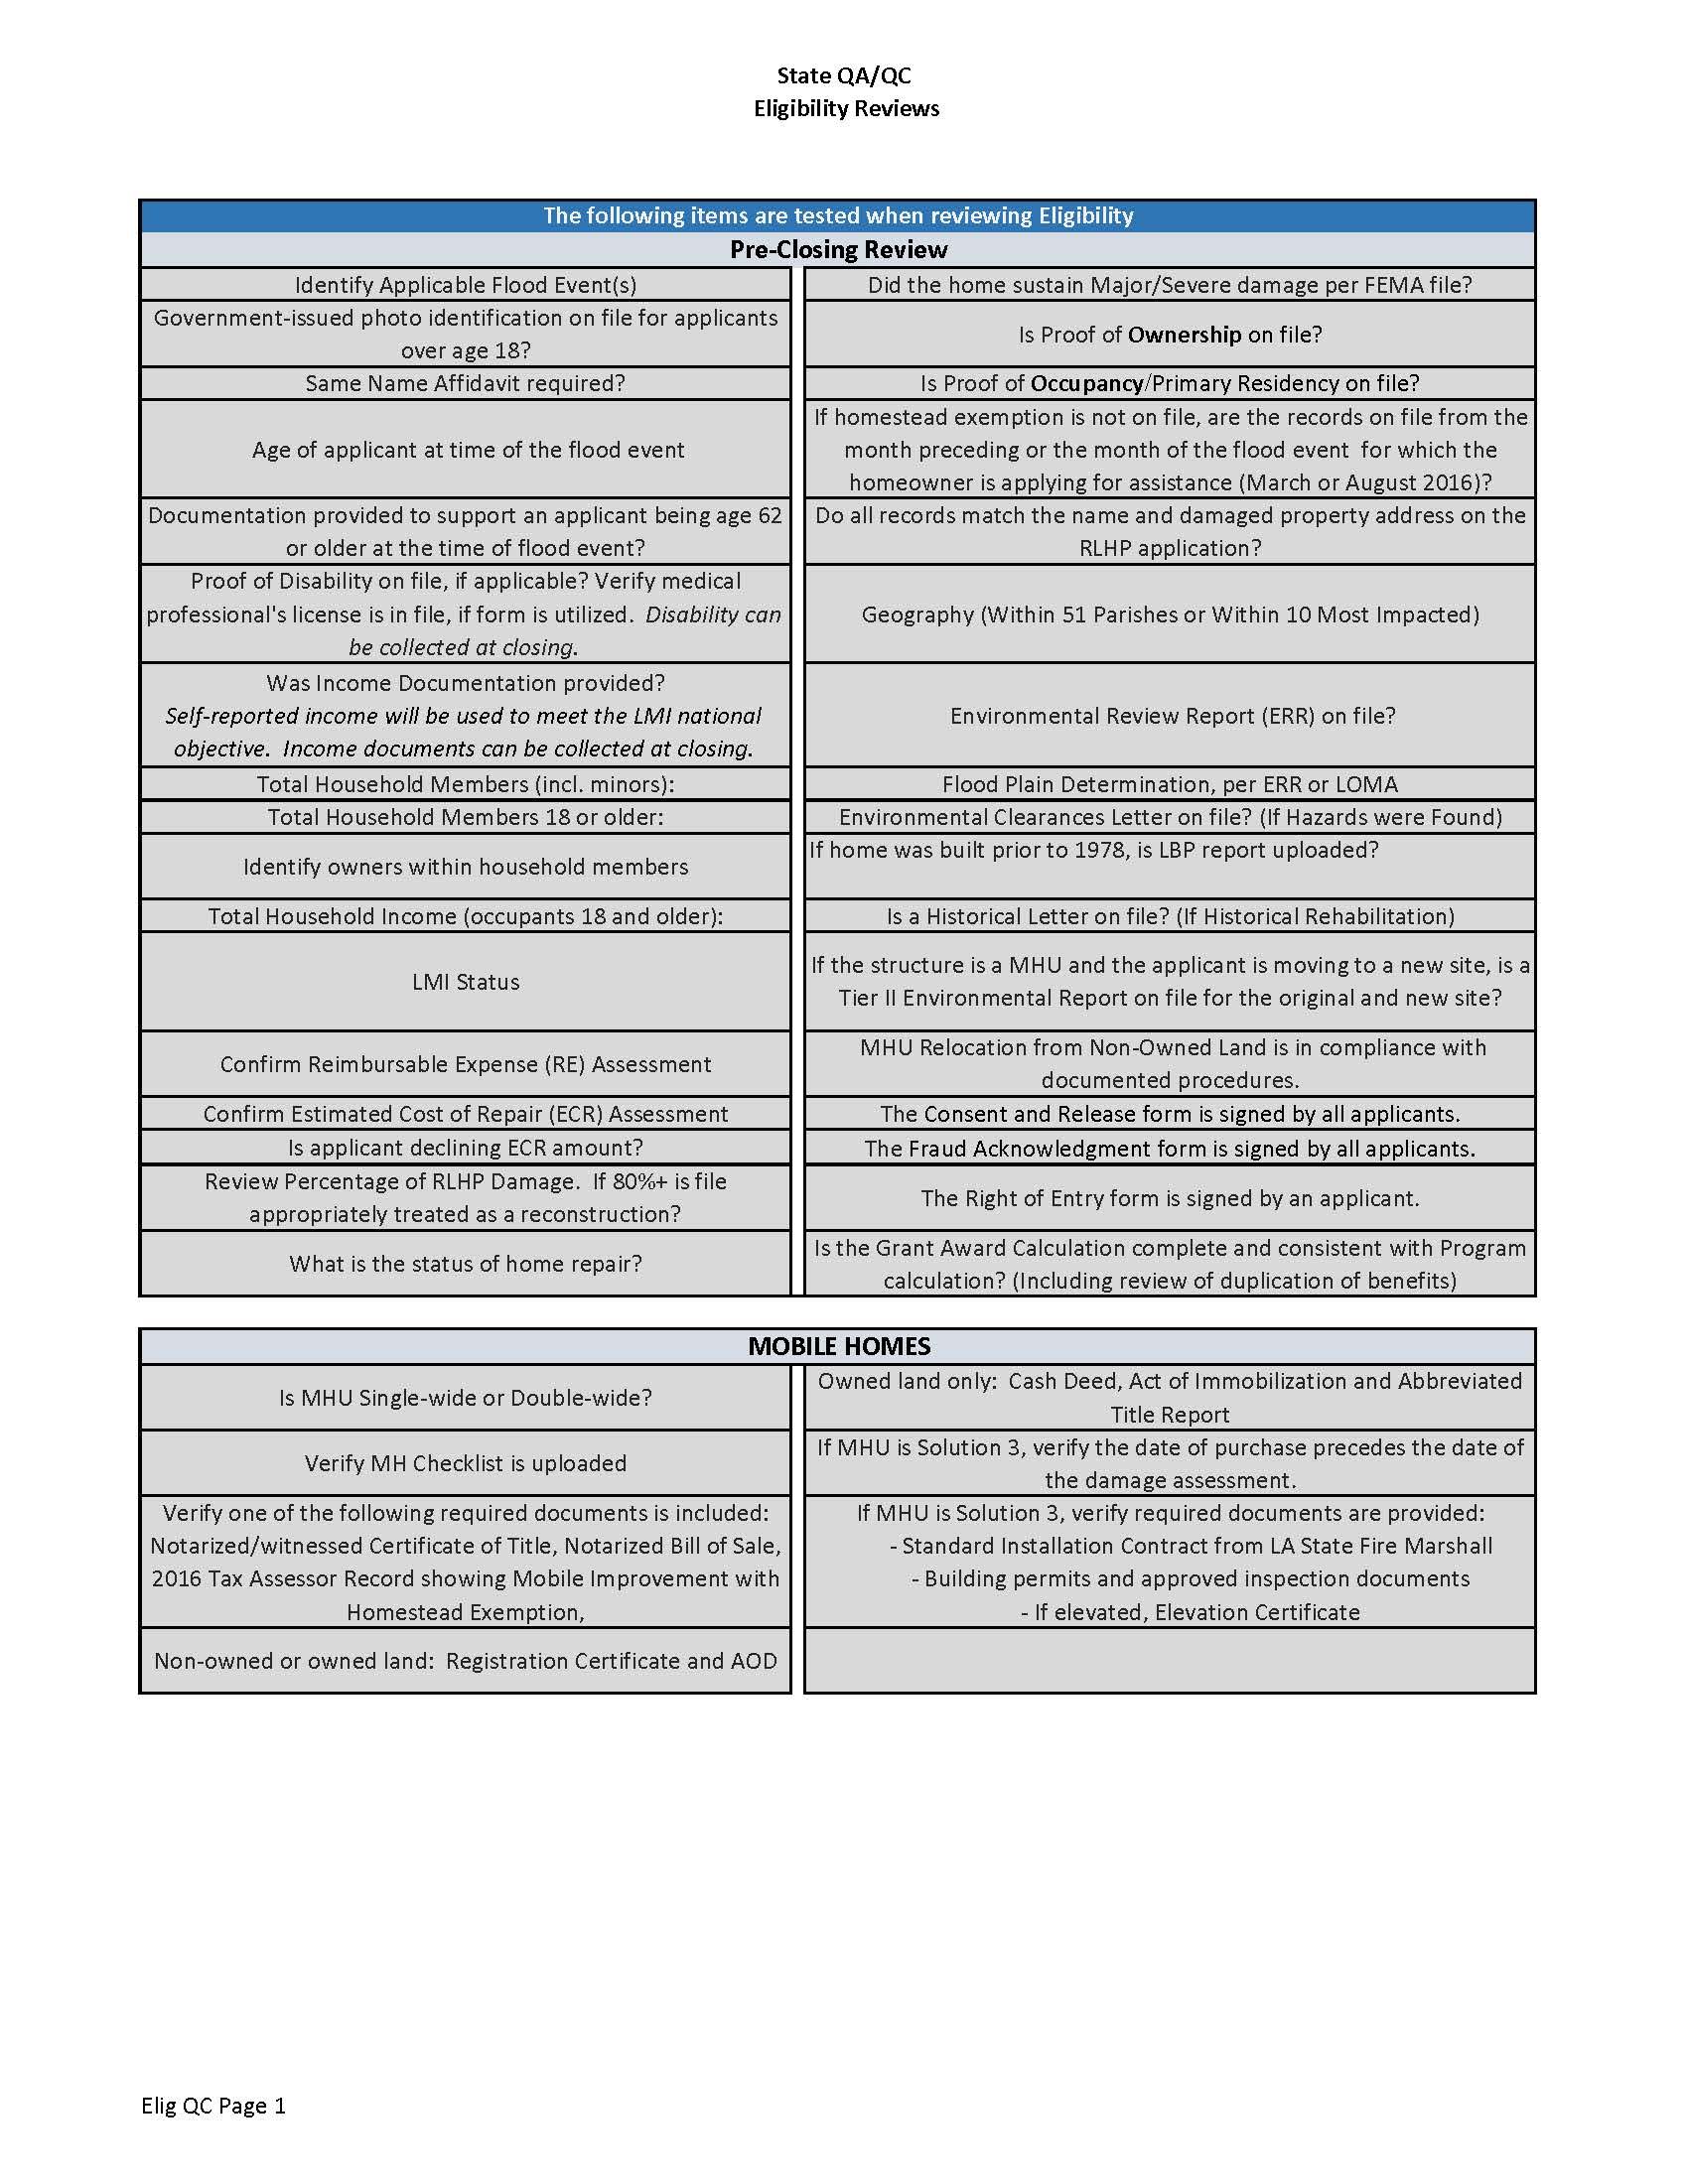 State QA/QC
Eligibility Reviews
The following items are tested when reviewing Eligibility
Pre-Closing Review
Identify Applicable Flood Event(s)
Did the home sustain Major/Severe damage per FEMA file?
Government-issued photo identification on file for applicants
over age 18?
Is Proof of Ownership on file?
Same Name Affidavit required?
Is Proof of Occupancy/Primary Residency on file?
Age of applicant at time of the flood event
If homestead exemption is not on file, are the records on file from the
month preceding or the month of the flood event  for which the
homeowner is applying for assistance (March or August 2016)?
Documentation provided to support an applicant being age 62
or older at the time of flood event?
Do all records match the name and damaged property address on the
RLHP application?
Proof of Disability on file, if applicable? Verify medical
professional's license is in file, if form is utilized.  Disability can
be collected at closing.
Geography (Within 51 Parishes or Within 10 Most Impacted)
Was Income Documentation provided?
Self-reported income will be used to meet the LMI national
objective.  Income documents can be collected at closing.
Environmental Review Report (ERR) on file?
Total Household Members (incl. minors):
Flood Plain Determination, per ERR or LOMA
Total Household Members 18 or older:
Environmental Clearances Letter on file? (If Hazards were Found)
Identify owners within household members
If home was built prior to 1978, is LBP report uploaded?
Total Household Income (occupants 18 and older):
Is a Historical Letter on file? (If Historical Rehabilitation)
LMI Status
If the structure is a MHU and the applicant is moving to a new site, is a
Tier II Environmental Report on file for the original and new site?
Confirm Reimbursable Expense (RE) Assessment
MHU Relocation from Non-Owned Land is in compliance with
documented procedures.
Confirm Estimated Cost of Repair (ECR) Assessment
The Consent and Release form is signed by all applicants.
Is applicant declining ECR amount?
The Fraud Acknowledgment form is signed by all applicants.
Review Percentage of RLHP Damage.  If 80%+ is file
appropriately treated as a reconstruction?
The Right of Entry form is signed by an applicant.
What is the status of home repair?
Is the Grant Award Calculation complete and consistent with Program
calculation? (Including review of duplication of benefits)
MOBILE HOMES
Is MHU Single-wide or Double-wide?
Owned land only:  Cash Deed, Act of Immobilization and Abbreviated
Title Report
Verify MH Checklist is uploaded
If MHU is Solution 3, verify the date of purchase precedes the date of
the damage assessment.
Verify one of the following required documents is included:
Notarized/witnessed Certificate of Title, Notarized Bill of Sale,
2016 Tax Assessor Record showing Mobile Improvement with
Homestead Exemption,
If MHU is Solution 3, verify required documents are provided:
- Standard Installation Contract from LA State Fire Marshall
- Building permits and approved inspection documents
- If elevated, Elevation Certificate
Non-owned or owned land:  Registration Certificate and AOD
Elig QC Page 1